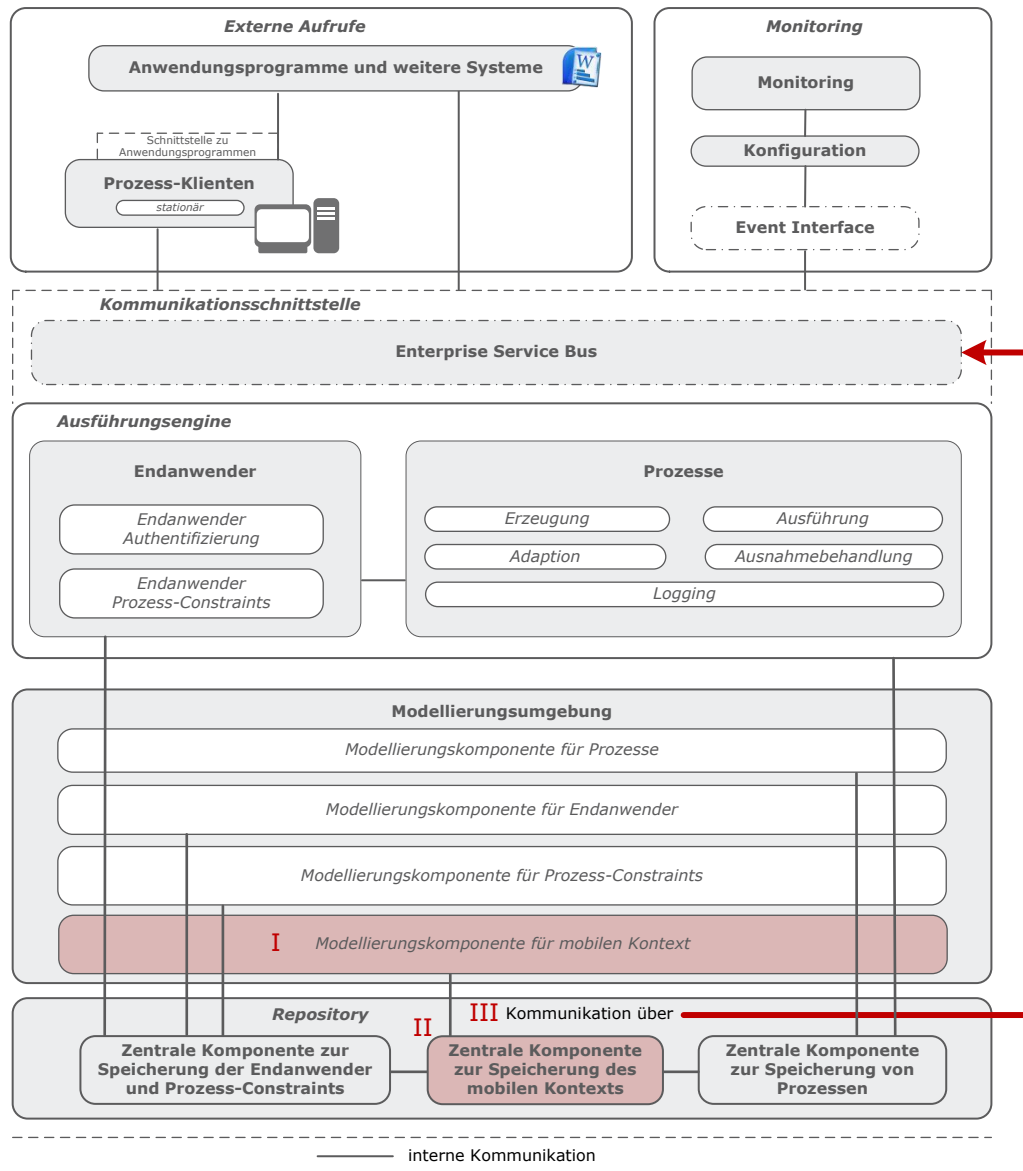 Externe Aufrufe
Anwendungsprogramme und weitere Systeme
W
Schnittstelle zu
Anwendungsprogrammen
Prozess-Klienten
stationär
Monitoring
Monitoring
Konfiguration
Event Interface
Kommunikationsschnittstelle
Enterprise Service Bus
Ausführungsengine
Endanwender
Endanwender
Authentifizierung
Endanwender
Prozess-Constraints
Prozesse
Erzeugung
Ausführung
Adaption
Ausnahmebehandlung
Logging
Modellierungsumgebung
Modellierungskomponente für Prozesse
Modellierungskomponente für Endanwender
Modellierungskomponente für Prozess-Constraints
I Modellierungskomponente für mobilen Kontext
Repository
III Kommunikation über
II
Zentrale Komponente zur
Speicherung der Endanwender
und Prozess-Constraints
Zentrale Komponente
zur Speicherung des
mobilen Kontexts
Zentrale Komponente
zur Speicherung von
Prozessen
interne Kommunikation